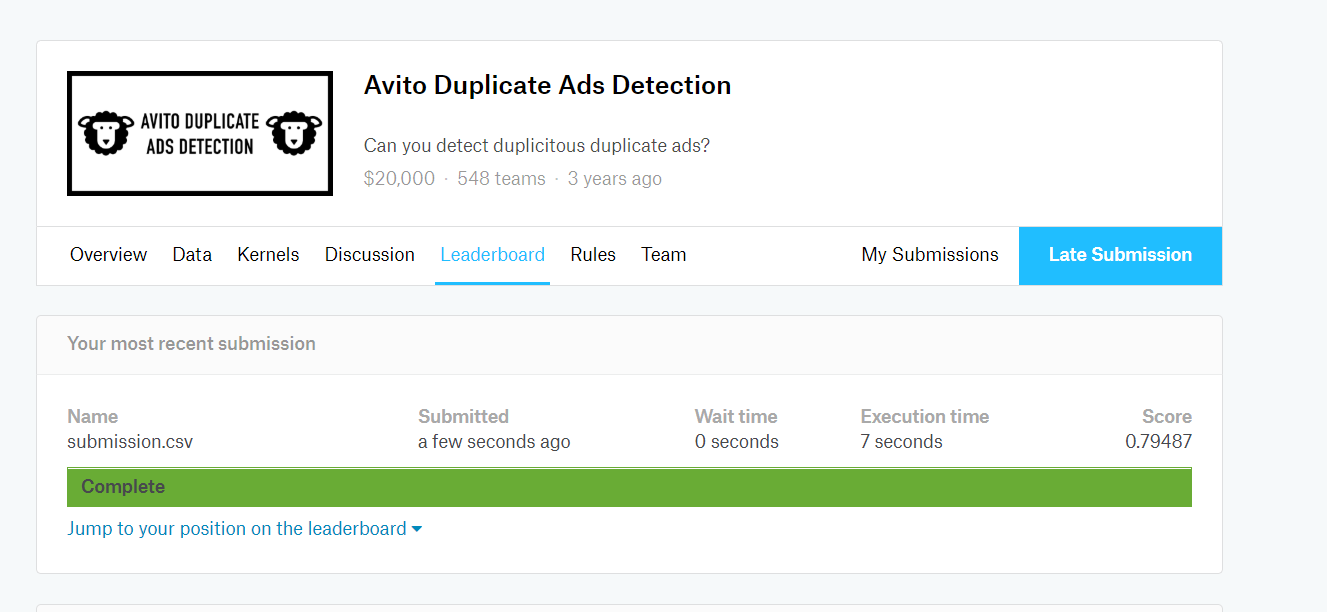 AVITO DUPLICATE
ADS DETECTION
Avito Duplicate Ads Detection
Can you detect duplicitous duplicate ads?
$20,000 · 548 teams · 3 years ago
Overview Data Kernels Discussion Leaderboard Rules Team My Submissions Late Submission
Your most recent submission
Name Submitted Wait time Execution time Score
submission.csv a few seconds ago 0 seconds 7 seconds 0.79487
Complete
Jump to your position on the leaderboard